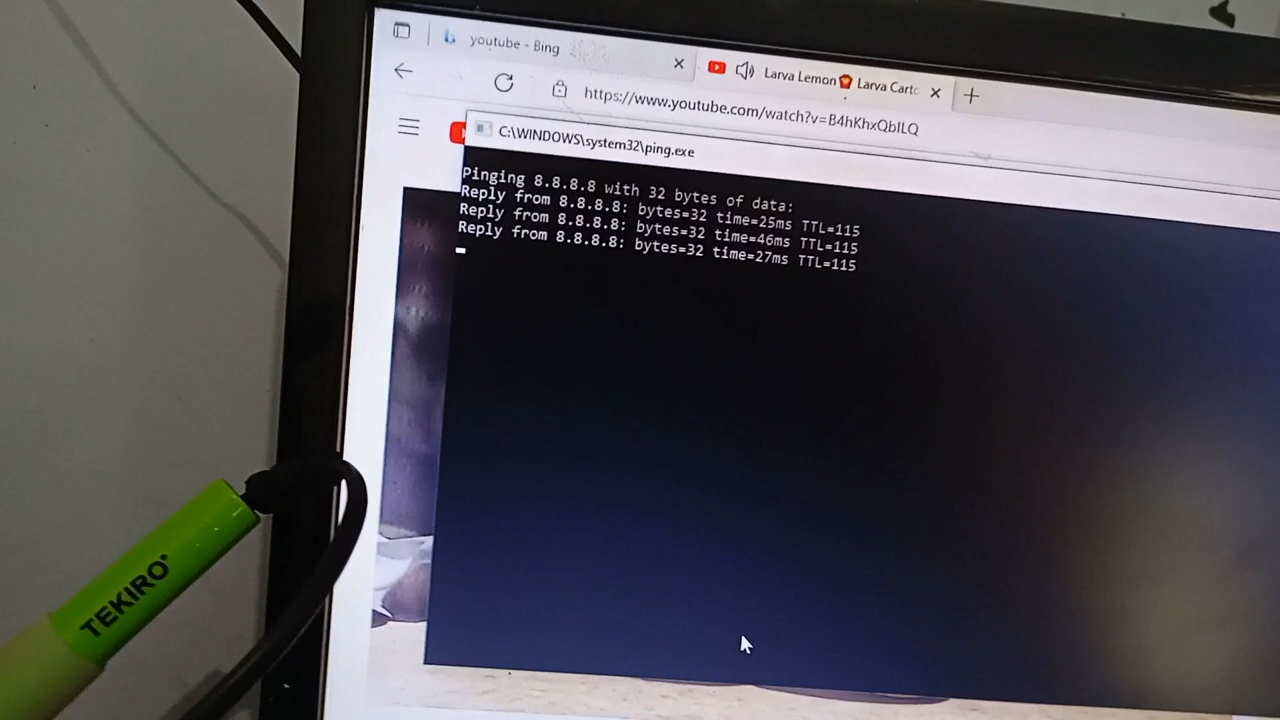 youtube - Bing
Larva Lemon Larva Carto
https://www.youtube.com/watch?v=B4hKhxQbILQ
C:\WINDOWS\system32\ping.exe
Pinging 8.8.8.8 with 32 bytes of data:
Reply from 8.8.8.8: bytes=32 time=25ms TTL=115
Reply from 8.8.8.8: bytes=32 time=46ms TTL=115
Reply from 8.8.8.8: bytes=32 time=27ms TTL=115
TEKIRO®